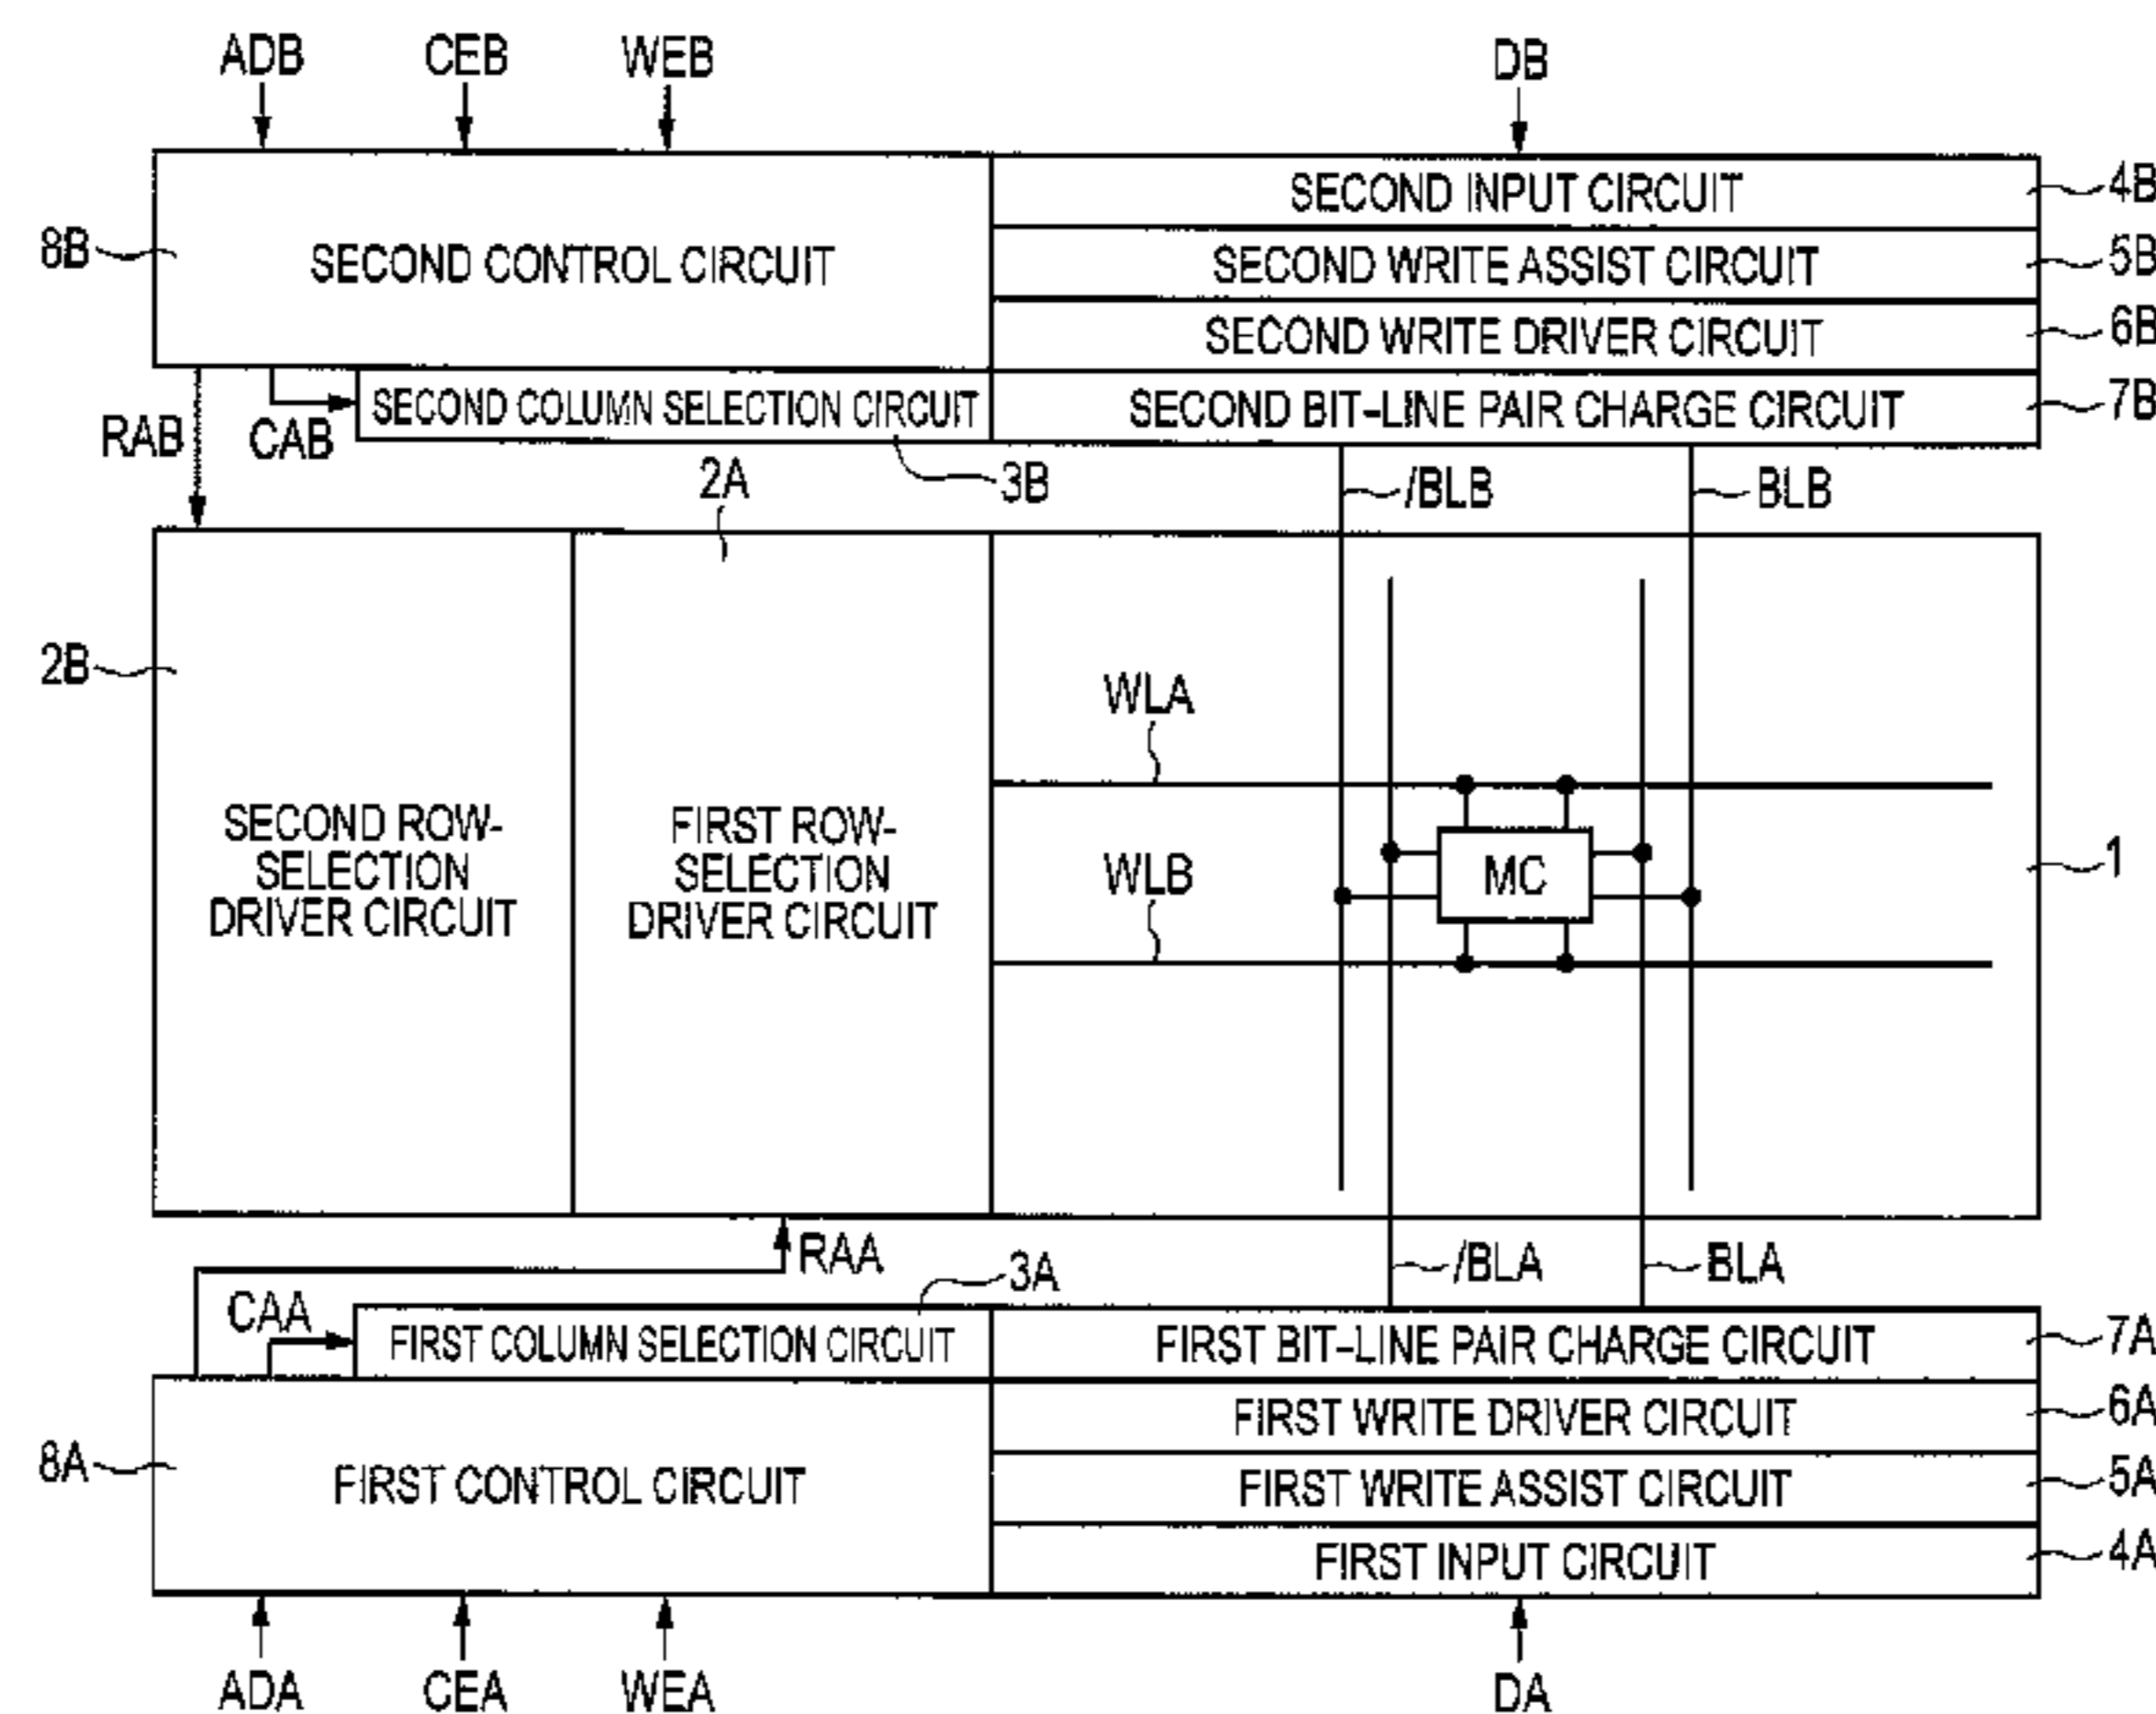 ADB CEB WEB DB
SECOND INPUT CIRCUIT 4B
8B SECOND CONTROL CIRCUIT SECOND WRITE ASSIST CIRCUIT 5B
SECOND WRITE DRIVER CIRCUIT 6B
RAB CAB SECOND COLUMN SELECTION CIRCUIT SECOND BIT-LINE PAIR CHARGE CIRCUIT 7B
2A 3B /BLB BLB
2B
WLA
SECOND ROW-
SELECTION
DRIVER CIRCUIT
FIRST ROW-
SELECTION
DRIVER CIRCUIT
WLB MC 1
RAA /BLA BLA
CAA 3A
FIRST COLUMN SELECTION CIRCUIT FIRST BIT-LINE PAIR CHARGE CIRCUIT 7A
FIRST WRITE DRIVER CIRCUIT 6A
8A FIRST CONTROL CIRCUIT FIRST WRITE ASSIST CIRCUIT 5A
FIRST INPUT CIRCUIT 4A
ADA CEA WEA DA